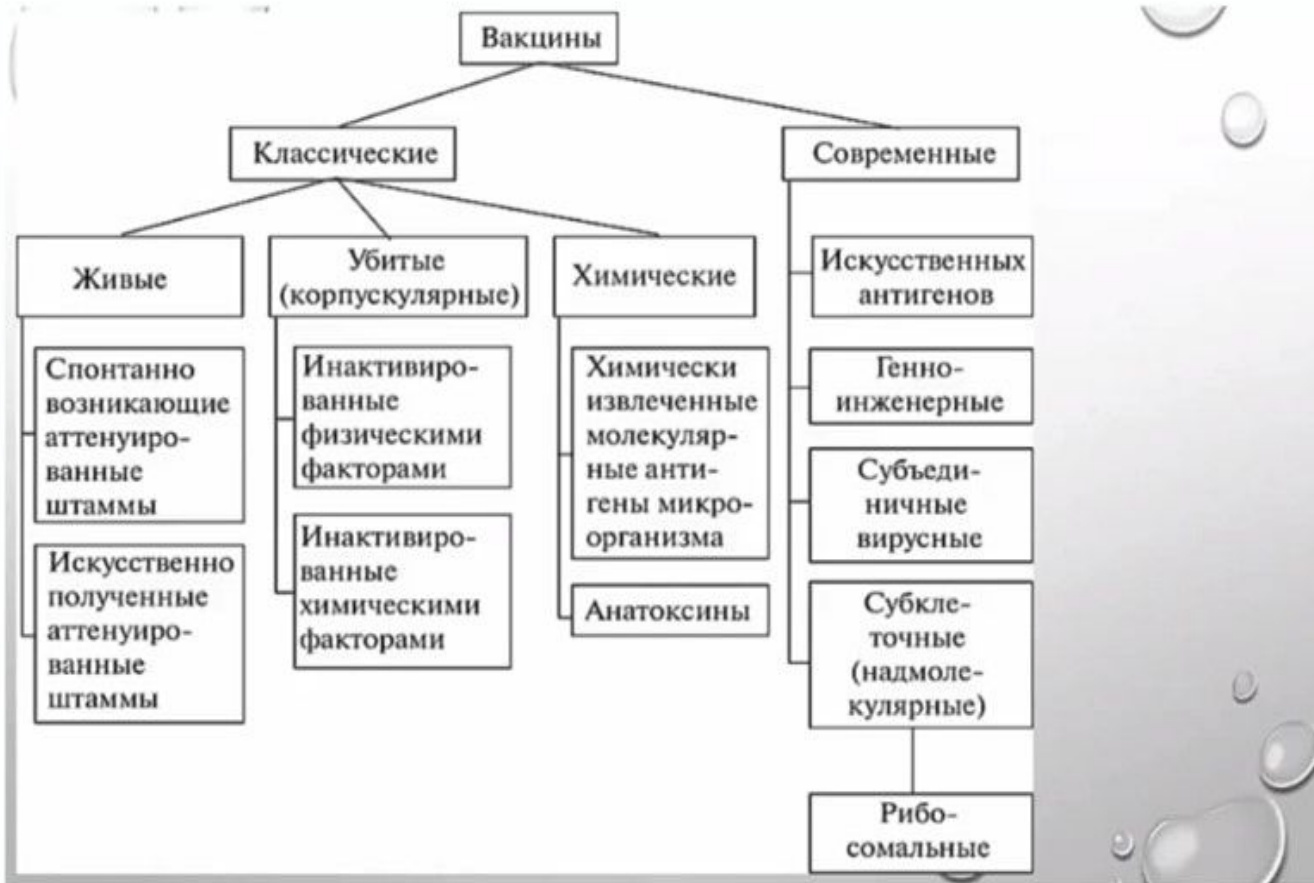 Вакцины
Классические
Современные
Живые
Убитые
(корпускулярные)
Химические
Искусственных
антигенов
Спонтанно
возникающие
аттенуиро-
ванные
штаммы
Искусственно
полученные
аттенуиро-
ванные
штаммы
Инактивиро-
ванные
физическими
факторами
Инактивиро-
ванные
химическими
факторами
Химически
извлеченные
молекуляр-
ные анти-
гены микро-
организма
Анатоксины
Генно-
инженерные
Субъеди-
ничные
вирусные
Субкле-
точные
(надмоле-
кулярные)
Рибо-
сомальные